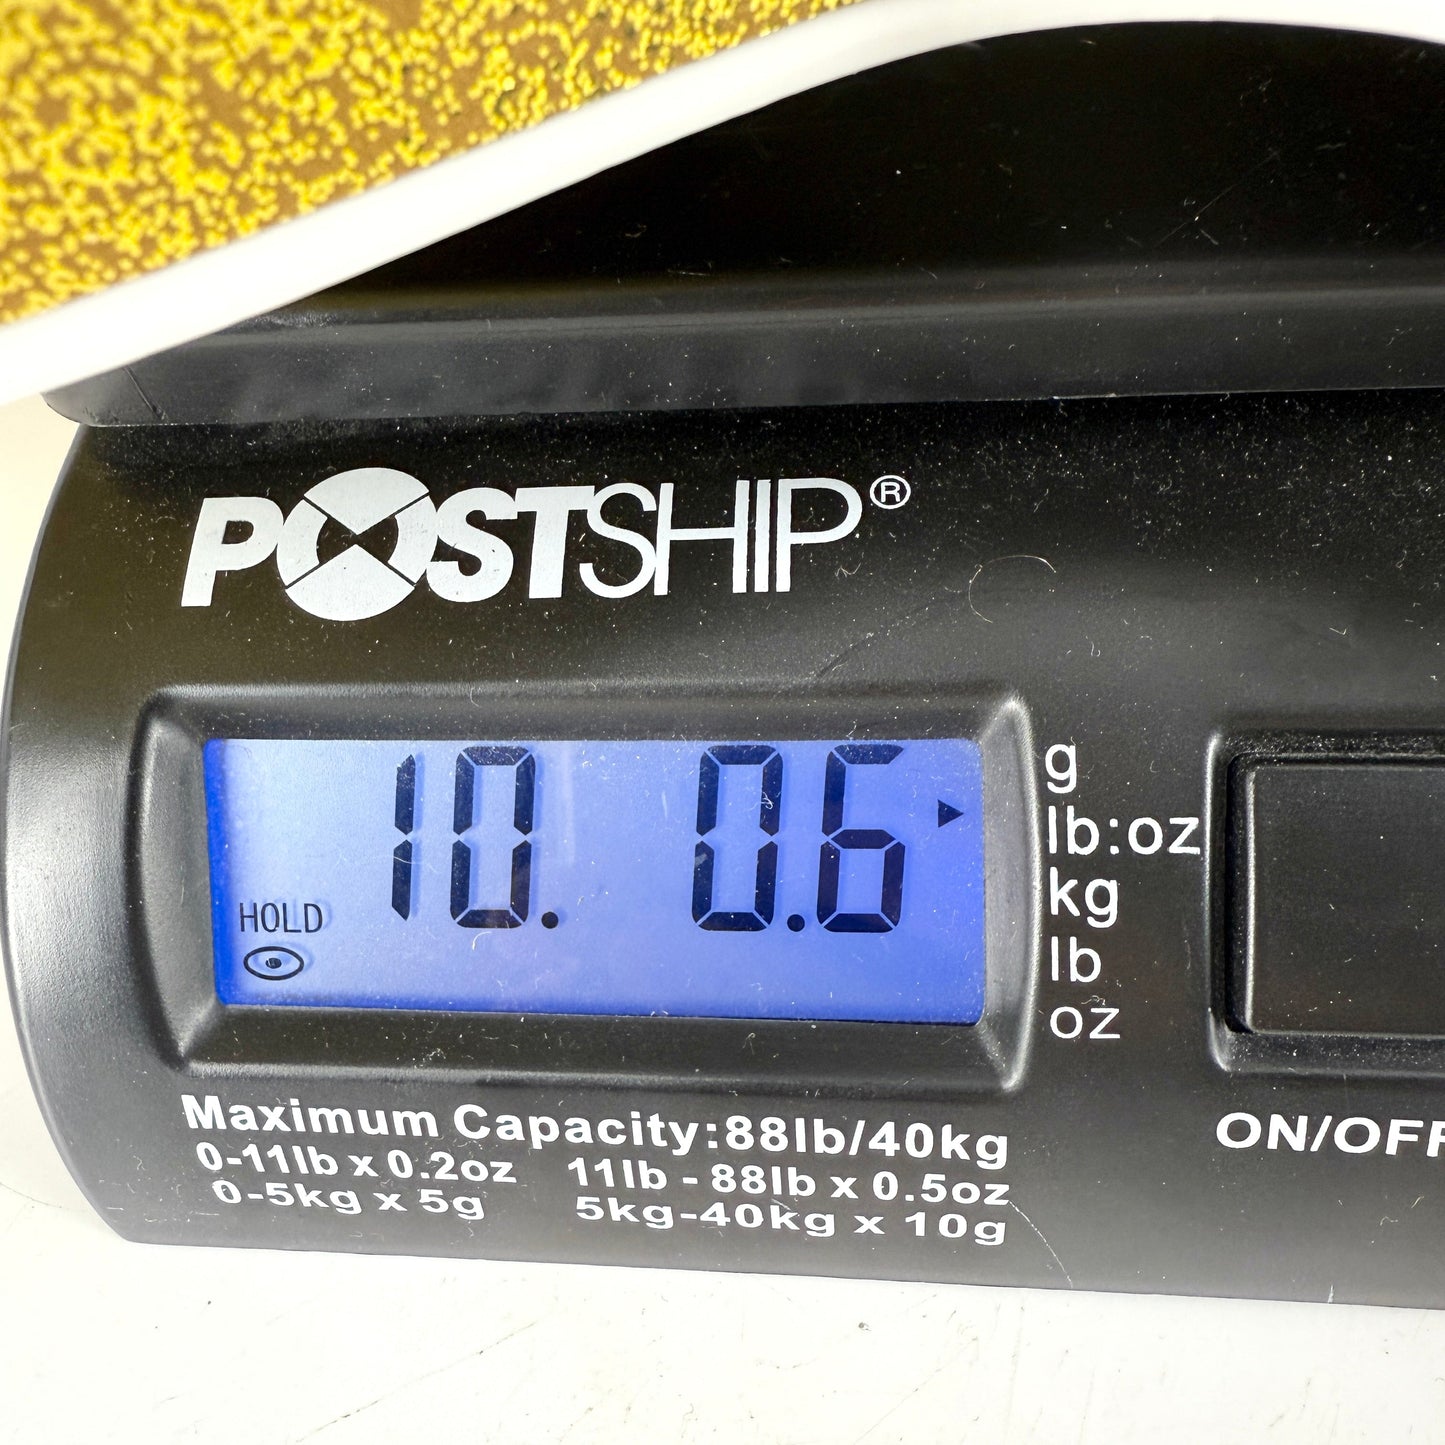 POSTSHIP®
10. 0.6
HOLD
g
lb:oz
kg
lb
oz
Maximum Capacity:88lb/40kg
0-11lb x 0.2oz 11lb - 88lb x 0.5oz
0-5kg x 5g 5kg-40kg x 10g
ON/OFF